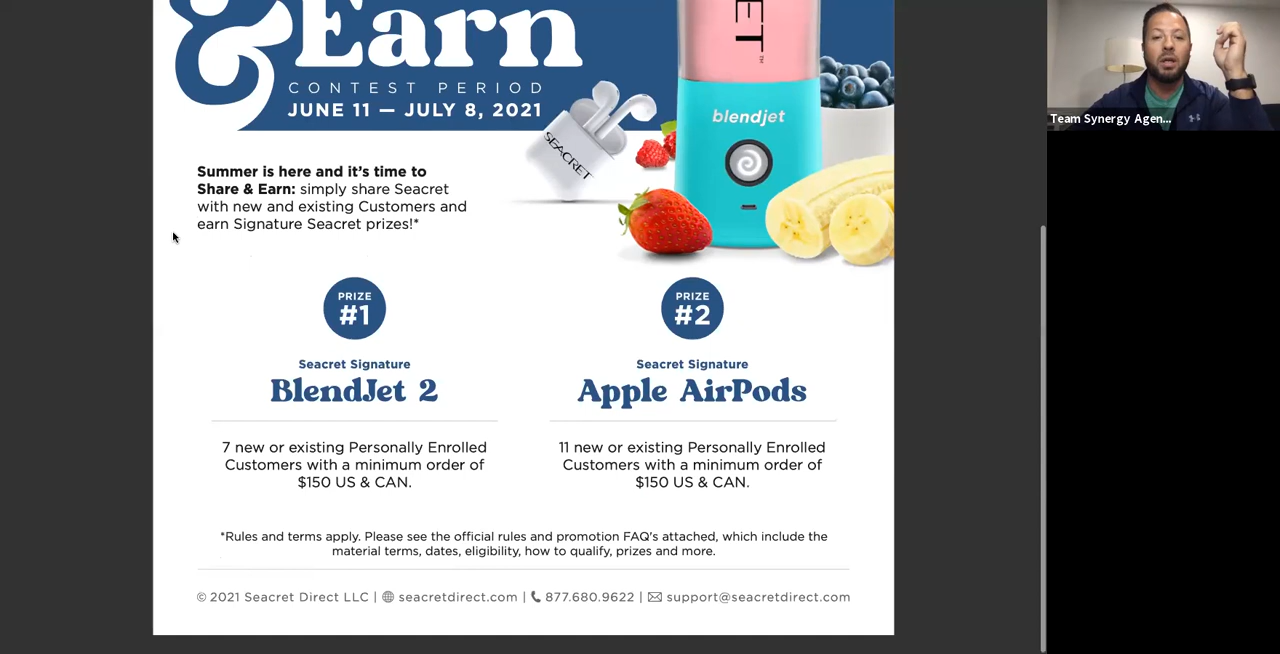 & Earn
CONTEST PERIOD
JUNE 11 — JULY 8, 2021
ET™
blendjet
SEACRET
Team Synergy Agen...
Summer is here and it's time to
Share & Earn: simply share Seacret
with new and existing Customers and
earn Signature Seacret prizes!*
PRIZE
#1
Seacret Signature
BlendJet 2
7 new or existing Personally Enrolled
Customers with a minimum order of
$150 US & CAN.
PRIZE
#2
Seacret Signature
Apple AirPods
11 new or existing Personally Enrolled
Customers with a minimum order of
$150 US & CAN.
*Rules and terms apply. Please see the official rules and promotion FAQ's attached, which include the
material terms, dates, eligibility, how to qualify, prizes and more.
© 2021 Seacret Direct LLC | seacretdirect.com | 877.680.9622 | support@seacretdirect.com